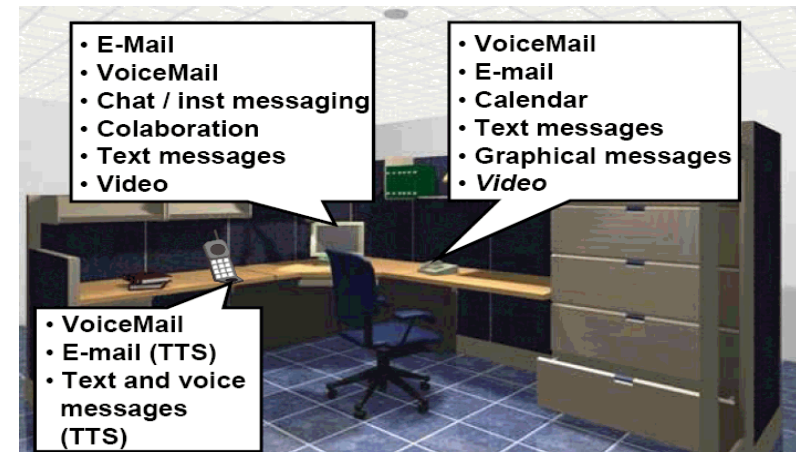 • E-Mail
• VoiceMail
• Chat / inst messaging
• Colaboration
• Text messages
• Video
• VoiceMail
• E-mail
• Calendar
• Text messages
• Graphical messages
• Video
• VoiceMail
• E-mail (TTS)
• Text and voice
messages
(TTS)